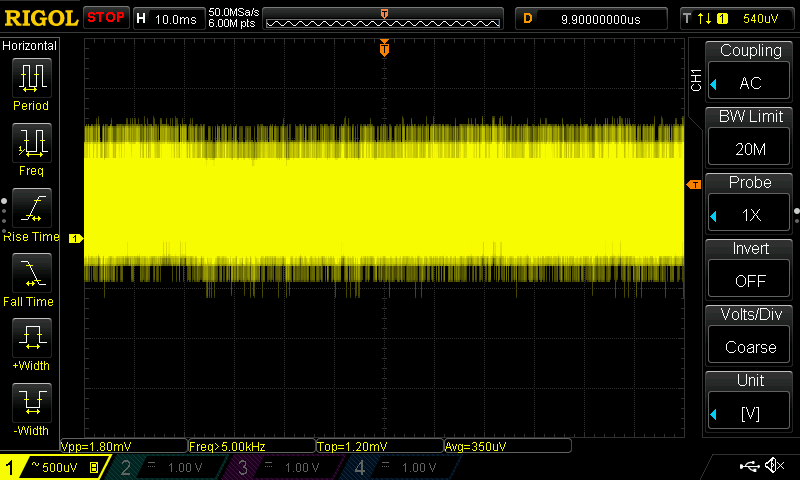 RIGOL STOP H 10.0ms 50.0MSa/s 6.00M pts T D 9.90000000us T 1 540uV
Horizontal
Period
Freq
Rise Time
Fall Time
+Width
-Width
T
1
T
CH1
Coupling
AC
BW Limit
20M
Probe
1X
Invert
OFF
Volts/Div
Coarse
Unit
[V]
Vpp=1.80mV Freq>5.00kHz Top=1.20mV Avg=350uV
1 ~ 500uV B 2 1.00 V 3 1.00 V 4 1.00 V